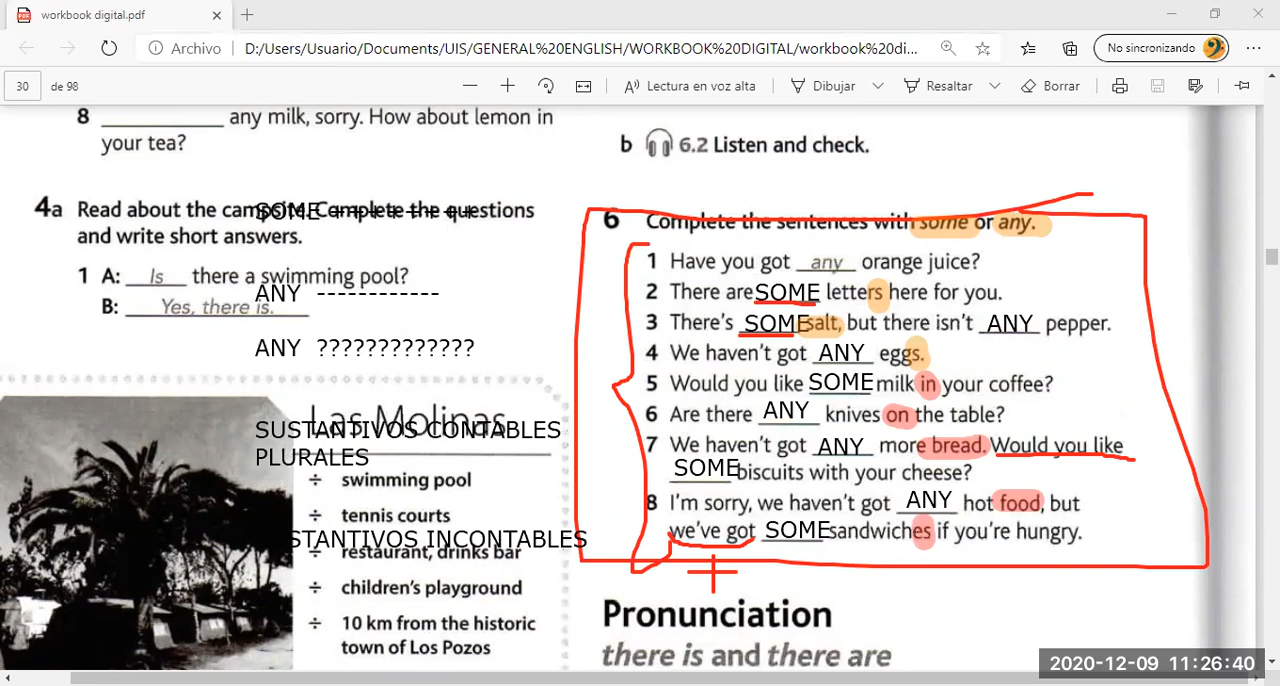 workbook digital.pdf
Archivo D:/Users/Usuario/Documents/UIS/GENERAL%20ENGLISH/WORKBOOK%20DIGITAL/workbook%20di...
No sincronizando
30 de 98
Lectura en voz alta
Dibujar
Resaltar
Borrar
8 ____________ any milk, sorry. How about lemon in
your tea?
4a Read about the campsite. Complete the questions
and write short answers.
SOME + + + + + + +
1 A: Is there a swimming pool?
ANY ------------
B: Yes, there is.
ANY ?????????????
Las Molinas
SUSTANTIVOS CONTABLES
PLURALES
÷ swimming pool
÷ tennis courts
STANTIVOS INCONTABLES
÷ restaurant, drinks bar
÷ children's playground
÷ 10 km from the historic
town of Los Pozos
b 6.2 Listen and check.
6 Complete the sentences with some or any.
1 Have you got any orange juice?
2 There are SOME letters here for you.
3 There's SOME salt, but there isn't ANY pepper.
4 We haven't got ANY eggs.
5 Would you like SOME milk in your coffee?
6 Are there ANY knives on the table?
7 We haven't got ANY more bread. Would you like
SOME biscuits with your cheese?
8 I'm sorry, we haven't got ANY hot food, but
we've got SOME sandwiches if you're hungry.
+
Pronunciation
there is and there are
2020-12-09 11:26:40